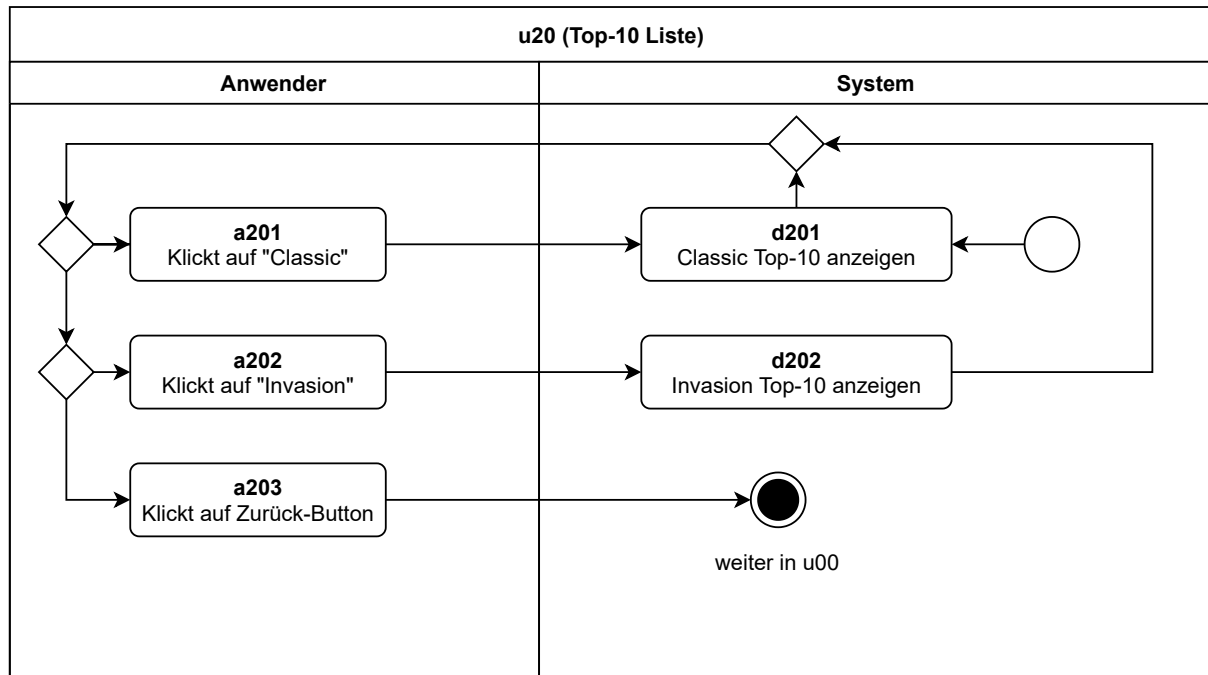 u20 (Top-10 Liste)
Anwender
System
a201
Klickt auf "Classic"
d201
Classic Top-10 anzeigen
a202
Klickt auf "Invasion"
d202
Invasion Top-10 anzeigen
a203
Klickt auf Zurück-Button
weiter in u00